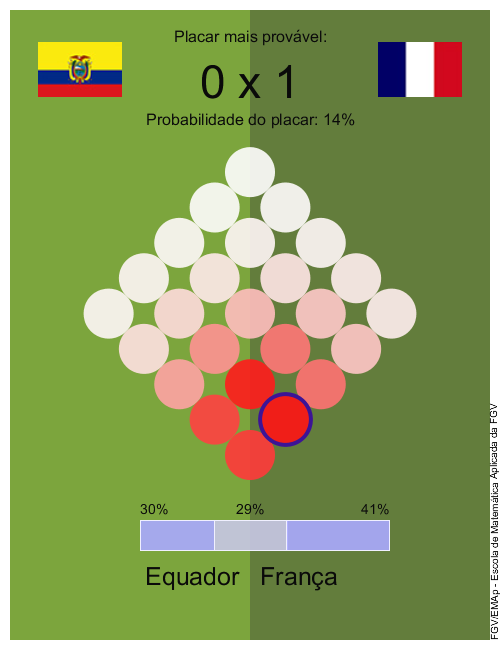 Placar mais provável:
0 x 1
Probabilidade do placar: 14%
30%
29%
41%
Equador
França
FGV/EMAp - Escola de Matemática Aplicada da FGV